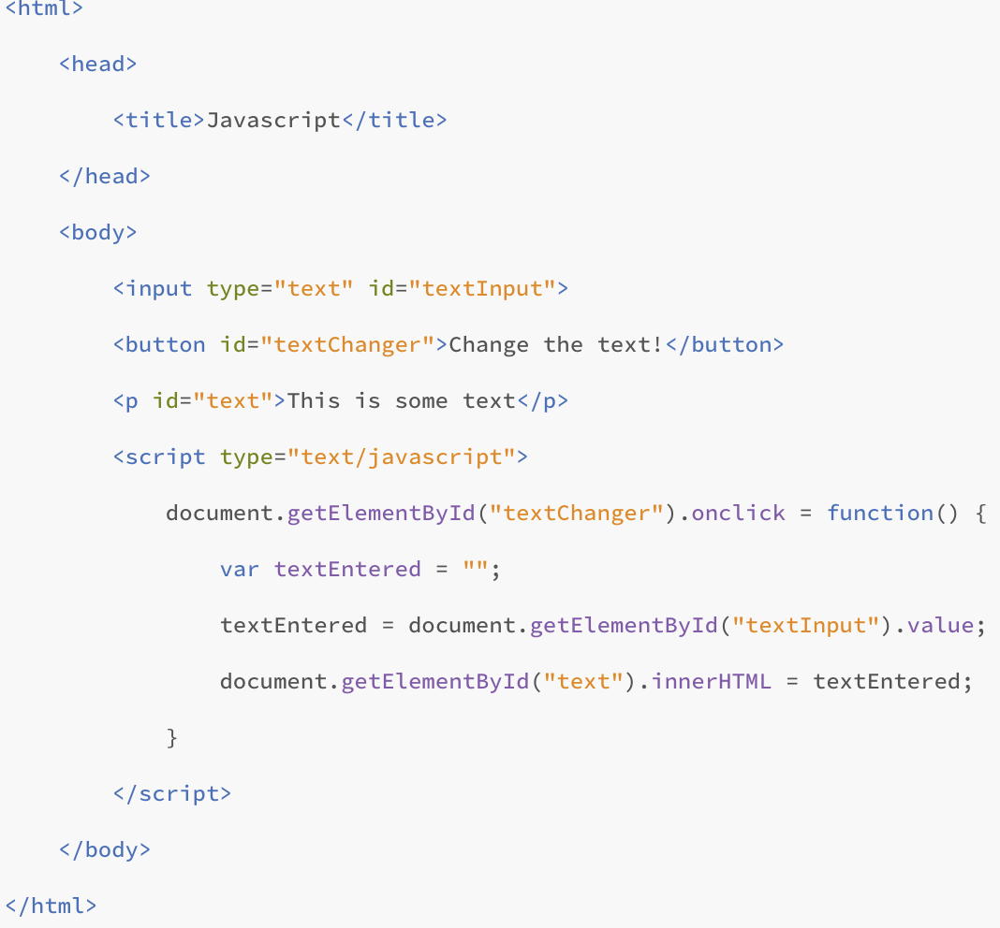 <html>
<head>
<title>Javascript</title>
</head>
<body>
<input type="text" id="textInput">
<button id="textChanger">Change the text!</button>
<p id="text">This is some text</p>
<script type="text/javascript">
document.getElementById("textChanger").onclick = function() {
var textEntered = "";
textEntered = document.getElementById("textInput").value;
document.getElementById("text").innerHTML = textEntered;
}
</script>
</body>
</html>